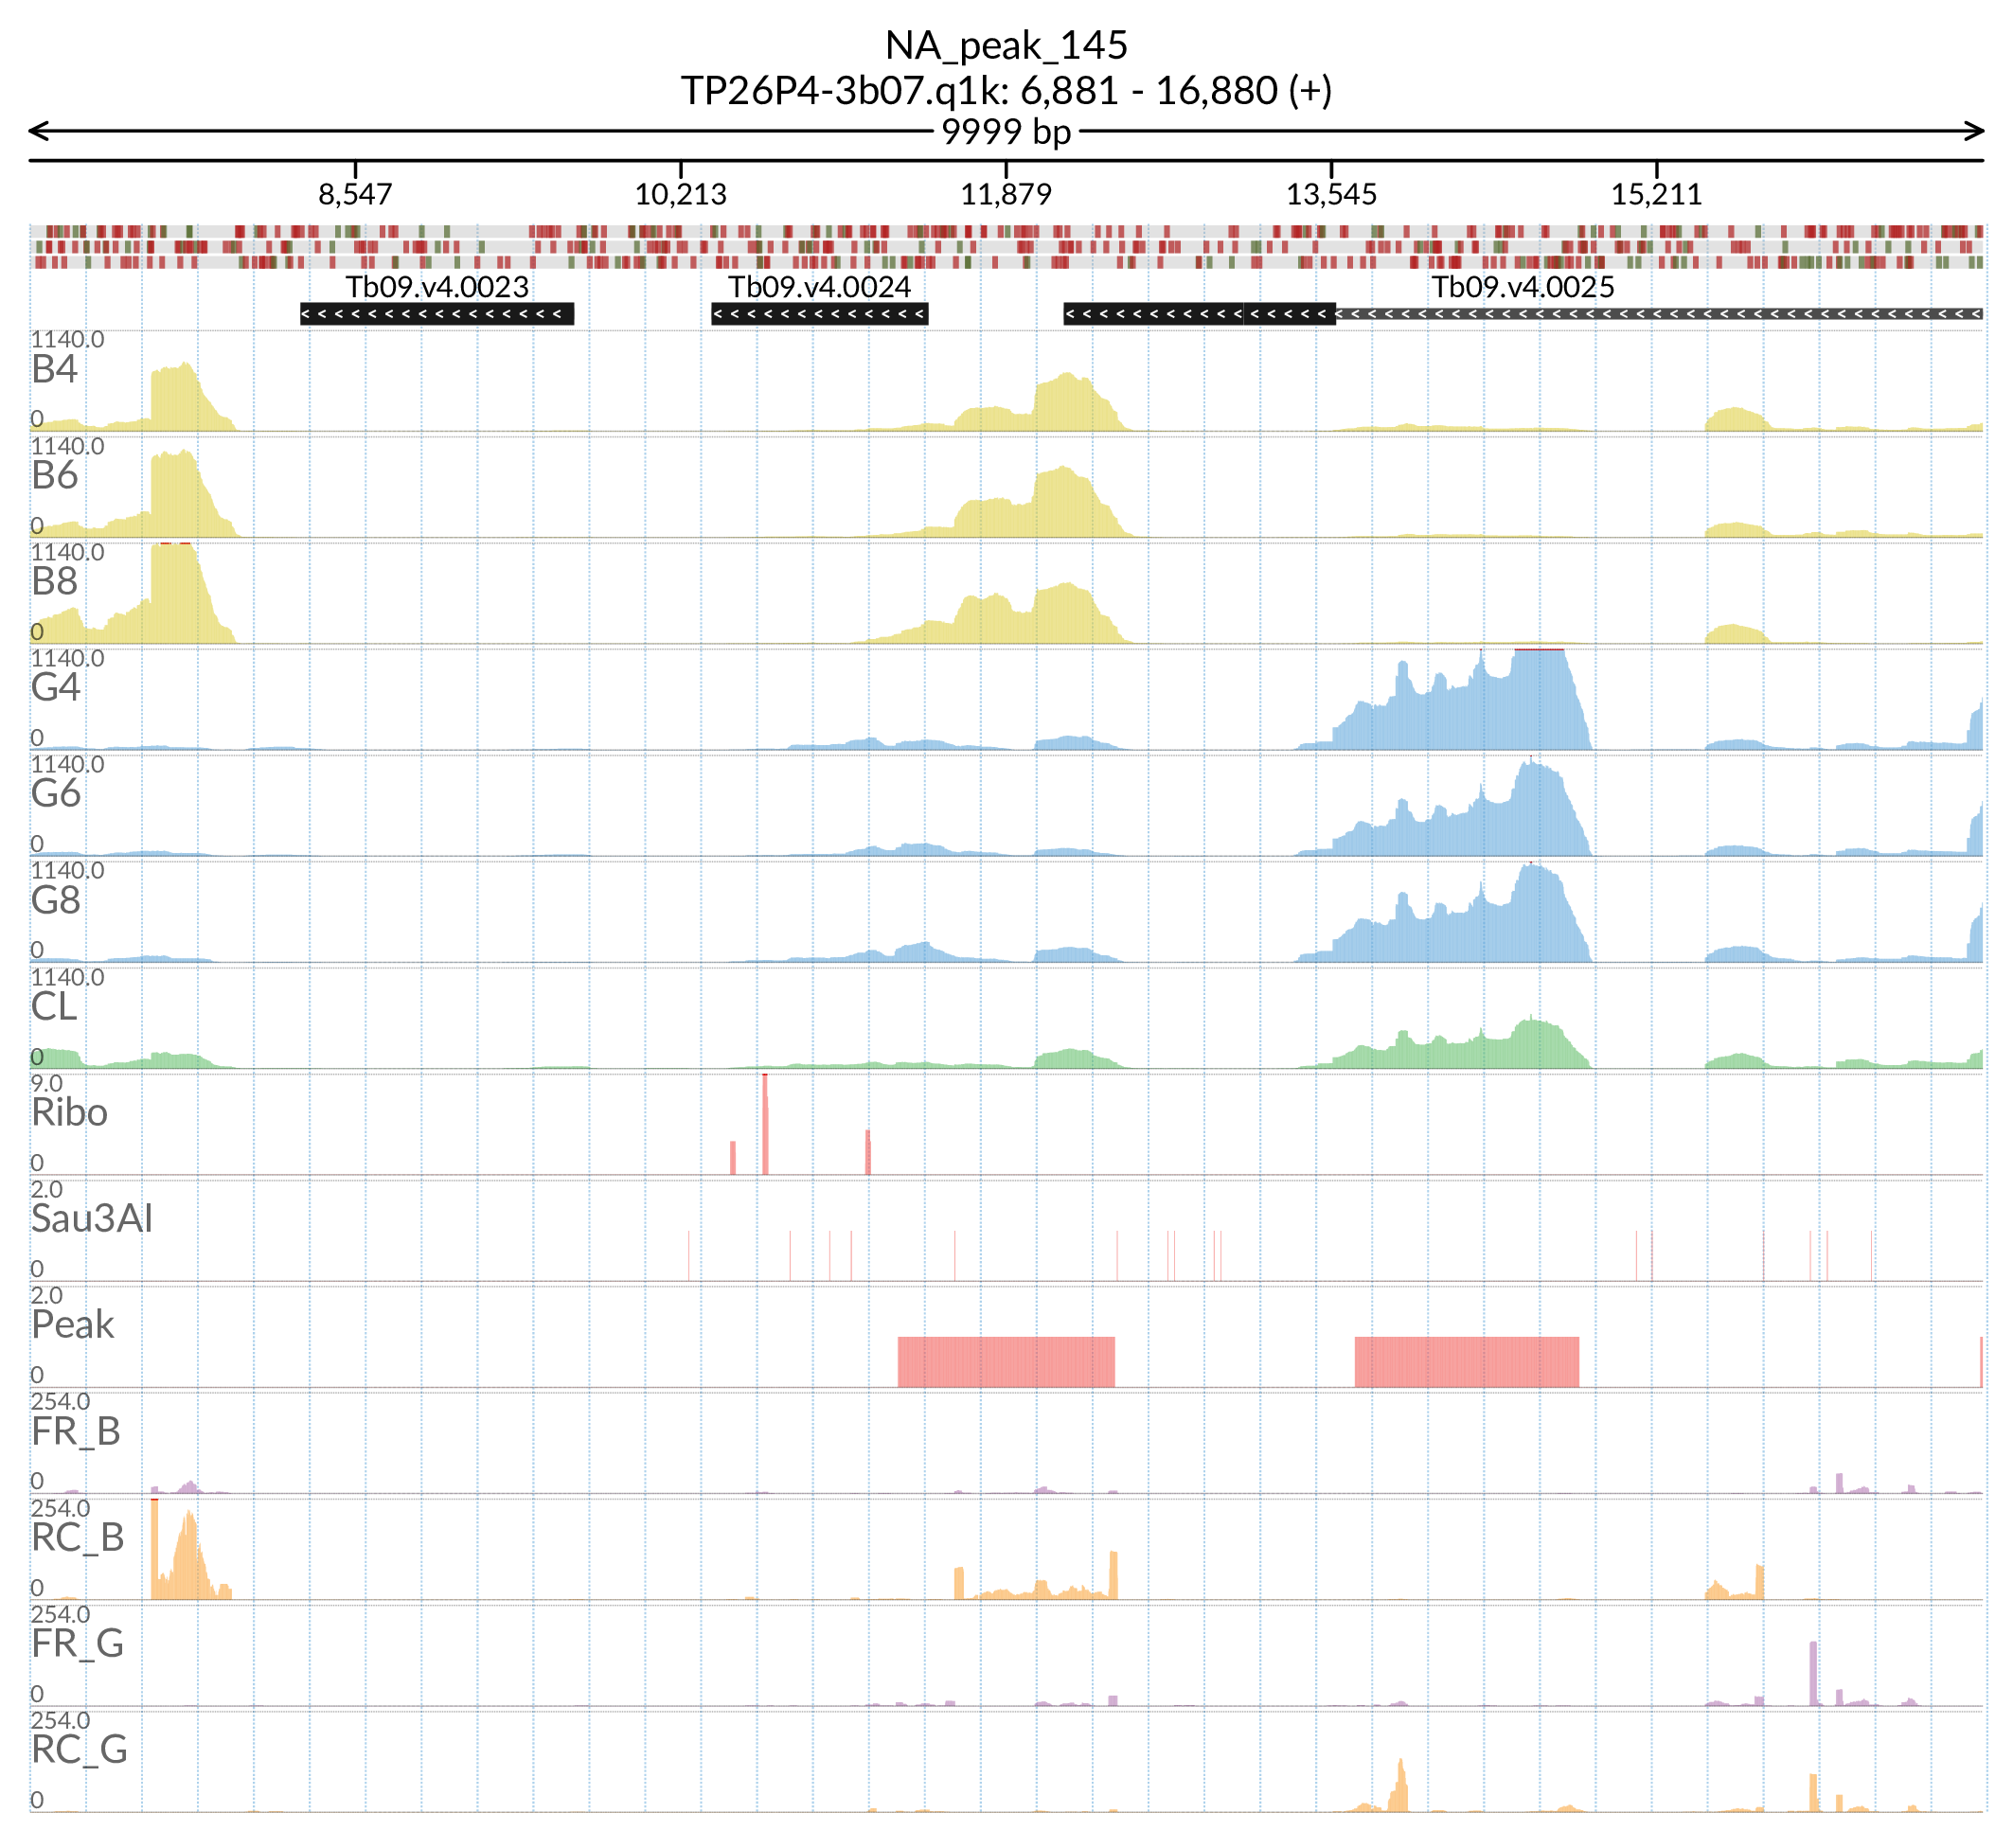 NA_peak_145
TP26P4-3b07.q1k: 6,881 - 16,880 (+)
9999 bp
8,547 10,213 11,879 13,545 15,211
Tb09.v4.0023 Tb09.v4.0024 Tb09.v4.0025
1140.0
B4
0
1140.0
B6
0
1140.0
B8
0
1140.0
G4
0
1140.0
G6
0
1140.0
G8
0
1140.0
CL
0
9.0
Ribo
0
2.0
Sau3AI
0
2.0
Peak
0
254.0
FR_B
0
254.0
RC_B
0
254.0
FR_G
0
254.0
RC_G
0